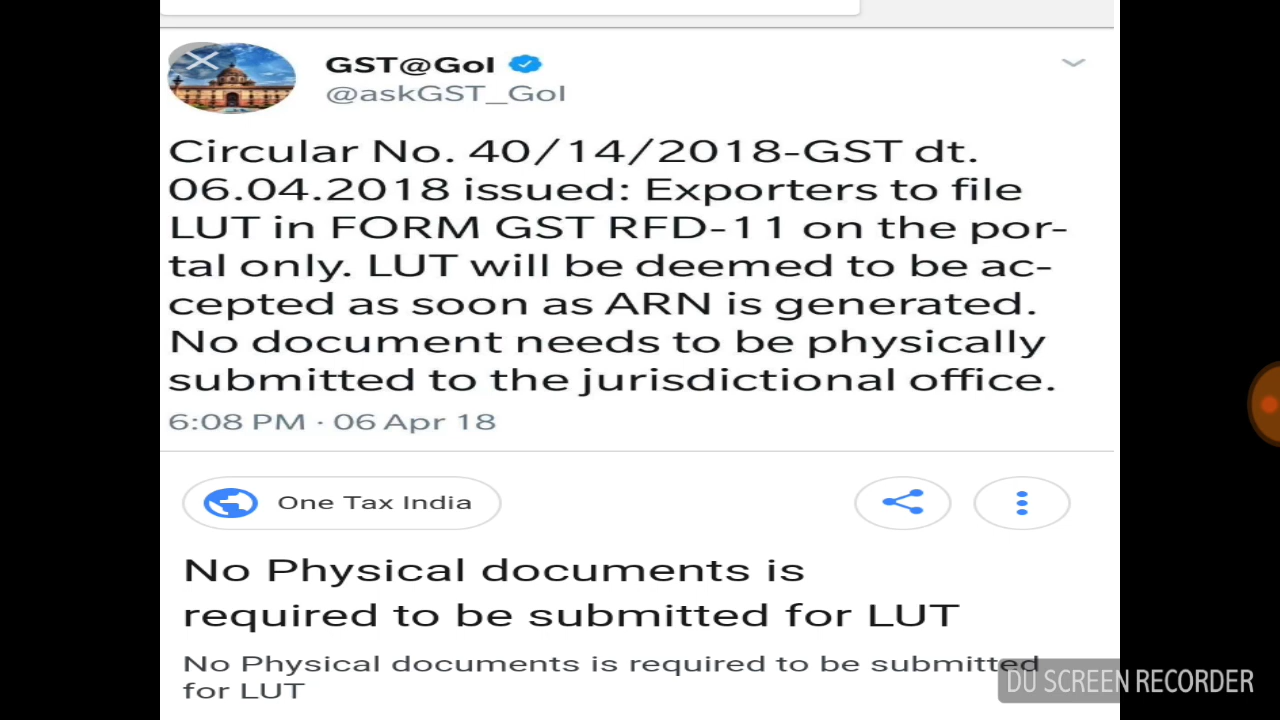 GST@GoI
@askGST_GoI
Circular No. 40/14/2018-GST dt.
06.04.2018 issued: Exporters to file
LUT in FORM GST RFD-11 on the por-
tal only. LUT will be deemed to be ac-
cepted as soon as ARN is generated.
No document needs to be physically
submitted to the jurisdictional office.
6:08 PM · 06 Apr 18
One Tax India
No Physical documents is
required to be submitted for LUT
No Physical documents is required to be submitted
for LUT
DU SCREEN RECORDER